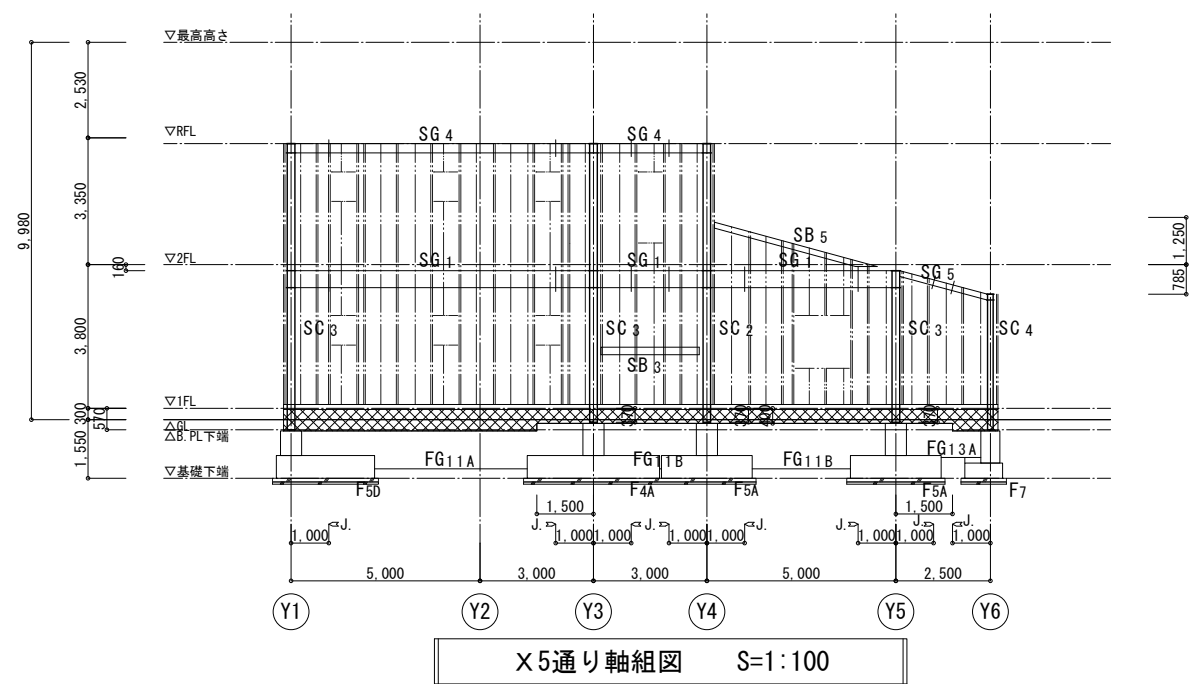 ▽最高高さ
2,530
▽RFL
SG4 SG4
3,350
9,980
SB5
1,250
▽2FL
160
SG1 SG1 SG1
SG5
785
3,800
SC3 SC3 SC2 SC3 SC4
SB3
▽1FL
300
570
370 370 400 370
△GL
△B.PL下端
1,550
FG11A FG11B FG11B FG13A
▽基礎下端
F5D F4A F5A F5A F7
1,500 1,500
J. J. J. J. J. J. J.
1,000 1,000 1,000 1,000 1,000 1,000 1,000 1,000
5,000 3,000 3,000 5,000 2,500
Y1 Y2 Y3 Y4 Y5 Y6
X5通り軸組図 S=1:100